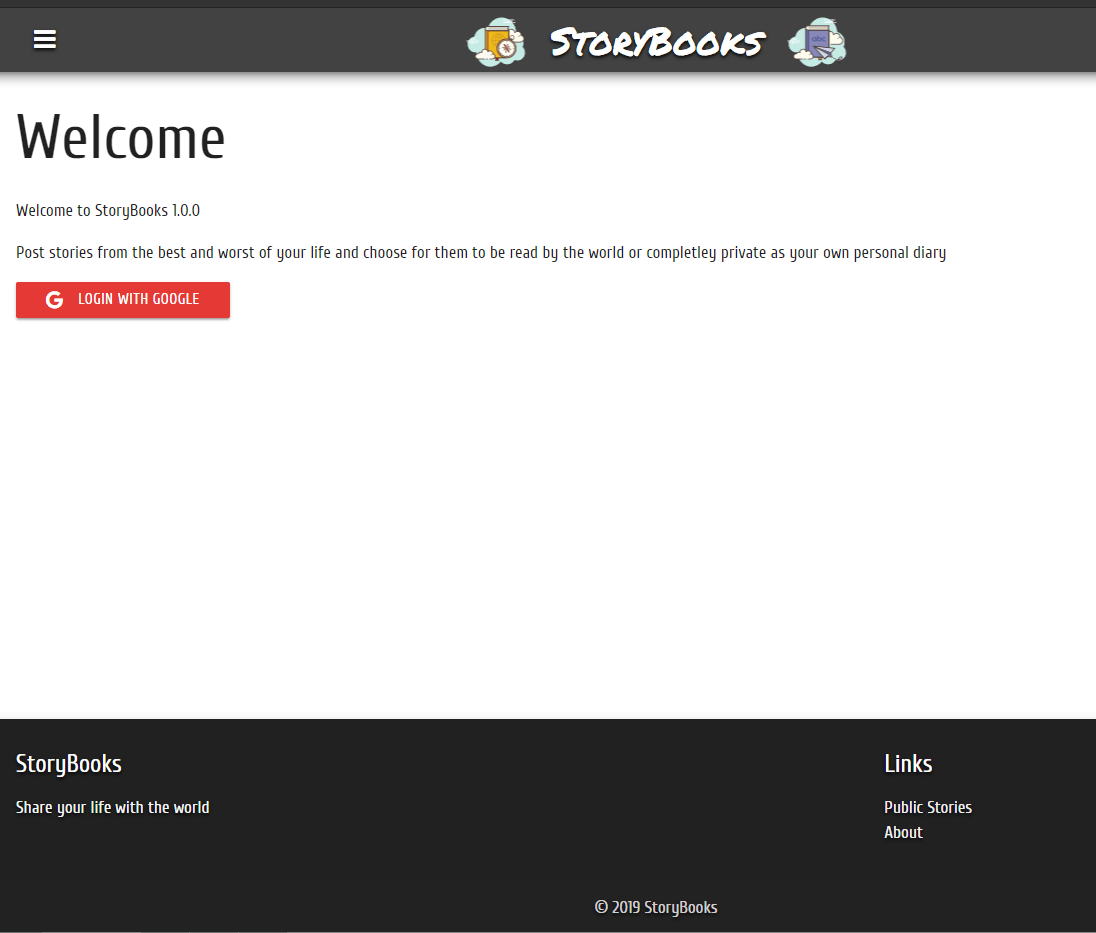 StoryBooks
abc
Welcome
Welcome to StoryBooks 1.0.0
Post stories from the best and worst of your life and choose for them to be read by the world or completley private as your own personal diary
G LOGIN WITH GOOGLE
StoryBooks
Share your life with the world
Links
Public Stories
About
© 2019 StoryBooks